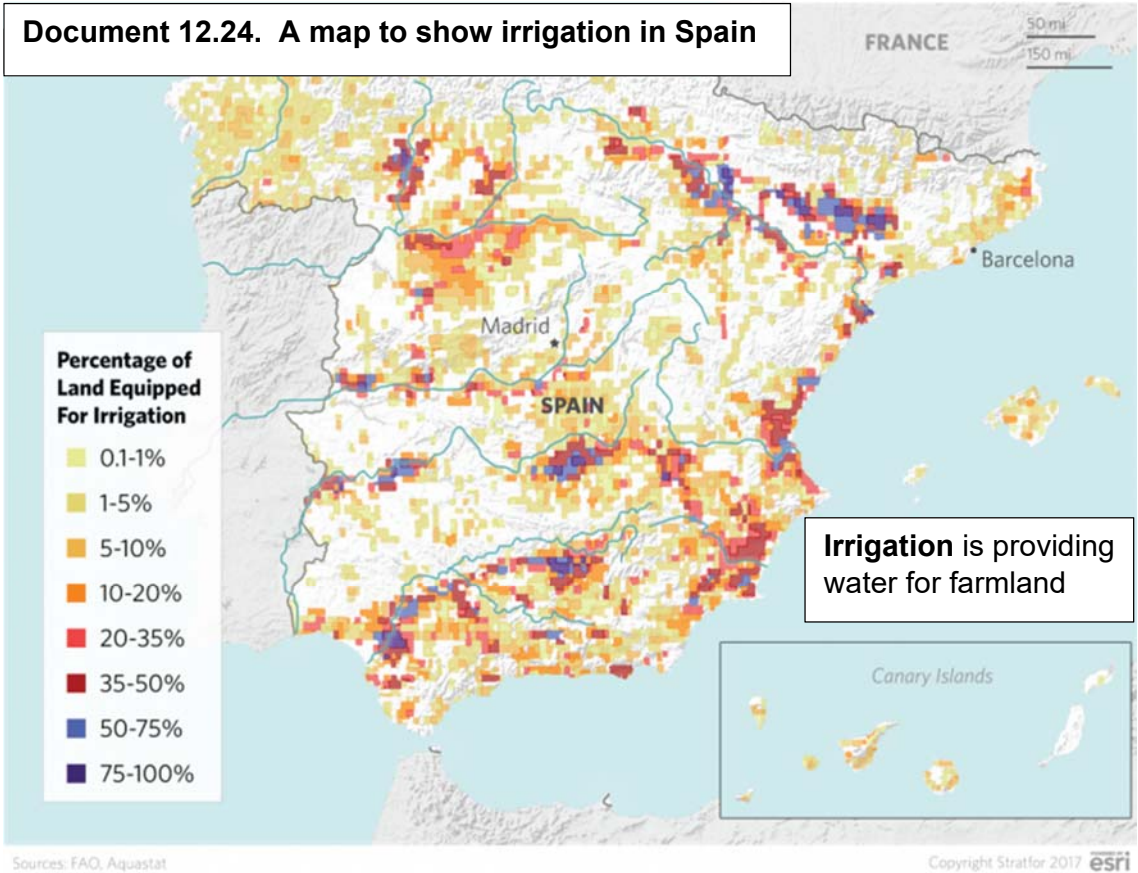 Document 12.24. A map to show irrigation in Spain
FRANCE
50 mi
150 mi
Barcelona
Madrid
SPAIN
Percentage of
Land Equipped
For Irrigation
0.1-1%
1-5%
5-10%
10-20%
20-35%
35-50%
50-75%
75-100%
Irrigation is providing
water for farmland
Canary Islands
Sources: FAO, Aquastat
Copyright Stratfor 2017
esri